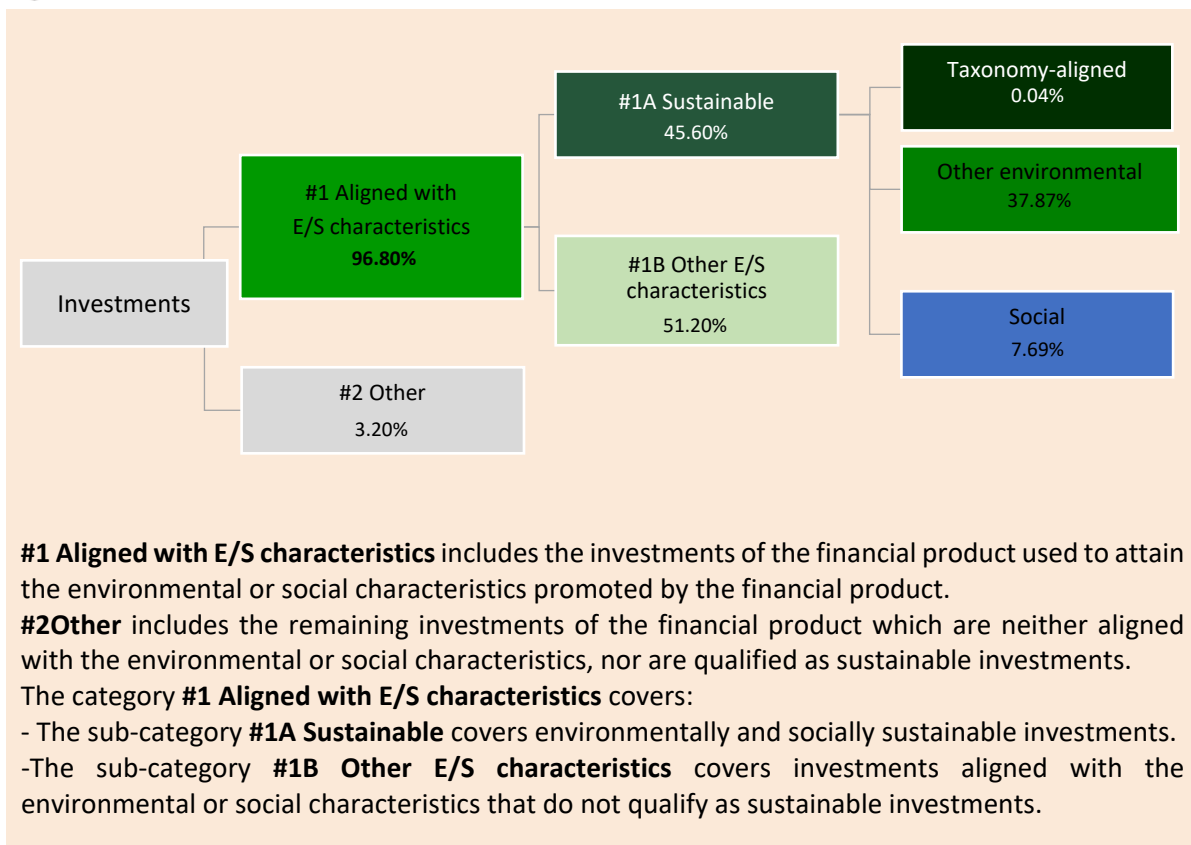 Taxonomy-aligned
0.04%
#1A Sustainable
45.60%
Other environmental
37.87%
#1 Aligned with
E/S characteristics
96.80%
#1B Other E/S
characteristics
51.20%
Investments
Social
7.69%
#2 Other
3.20%
#1 Aligned with E/S characteristics includes the investments of the financial product used to attain
the environmental or social characteristics promoted by the financial product.
#2Other includes the remaining investments of the financial product which are neither aligned
with the environmental or social characteristics, nor are qualified as sustainable investments.
The category #1 Aligned with E/S characteristics covers:
- The sub-category #1A Sustainable covers environmentally and socially sustainable investments.
-The sub-category #1B Other E/S characteristics covers investments aligned with the
environmental or social characteristics that do not qualify as sustainable investments.